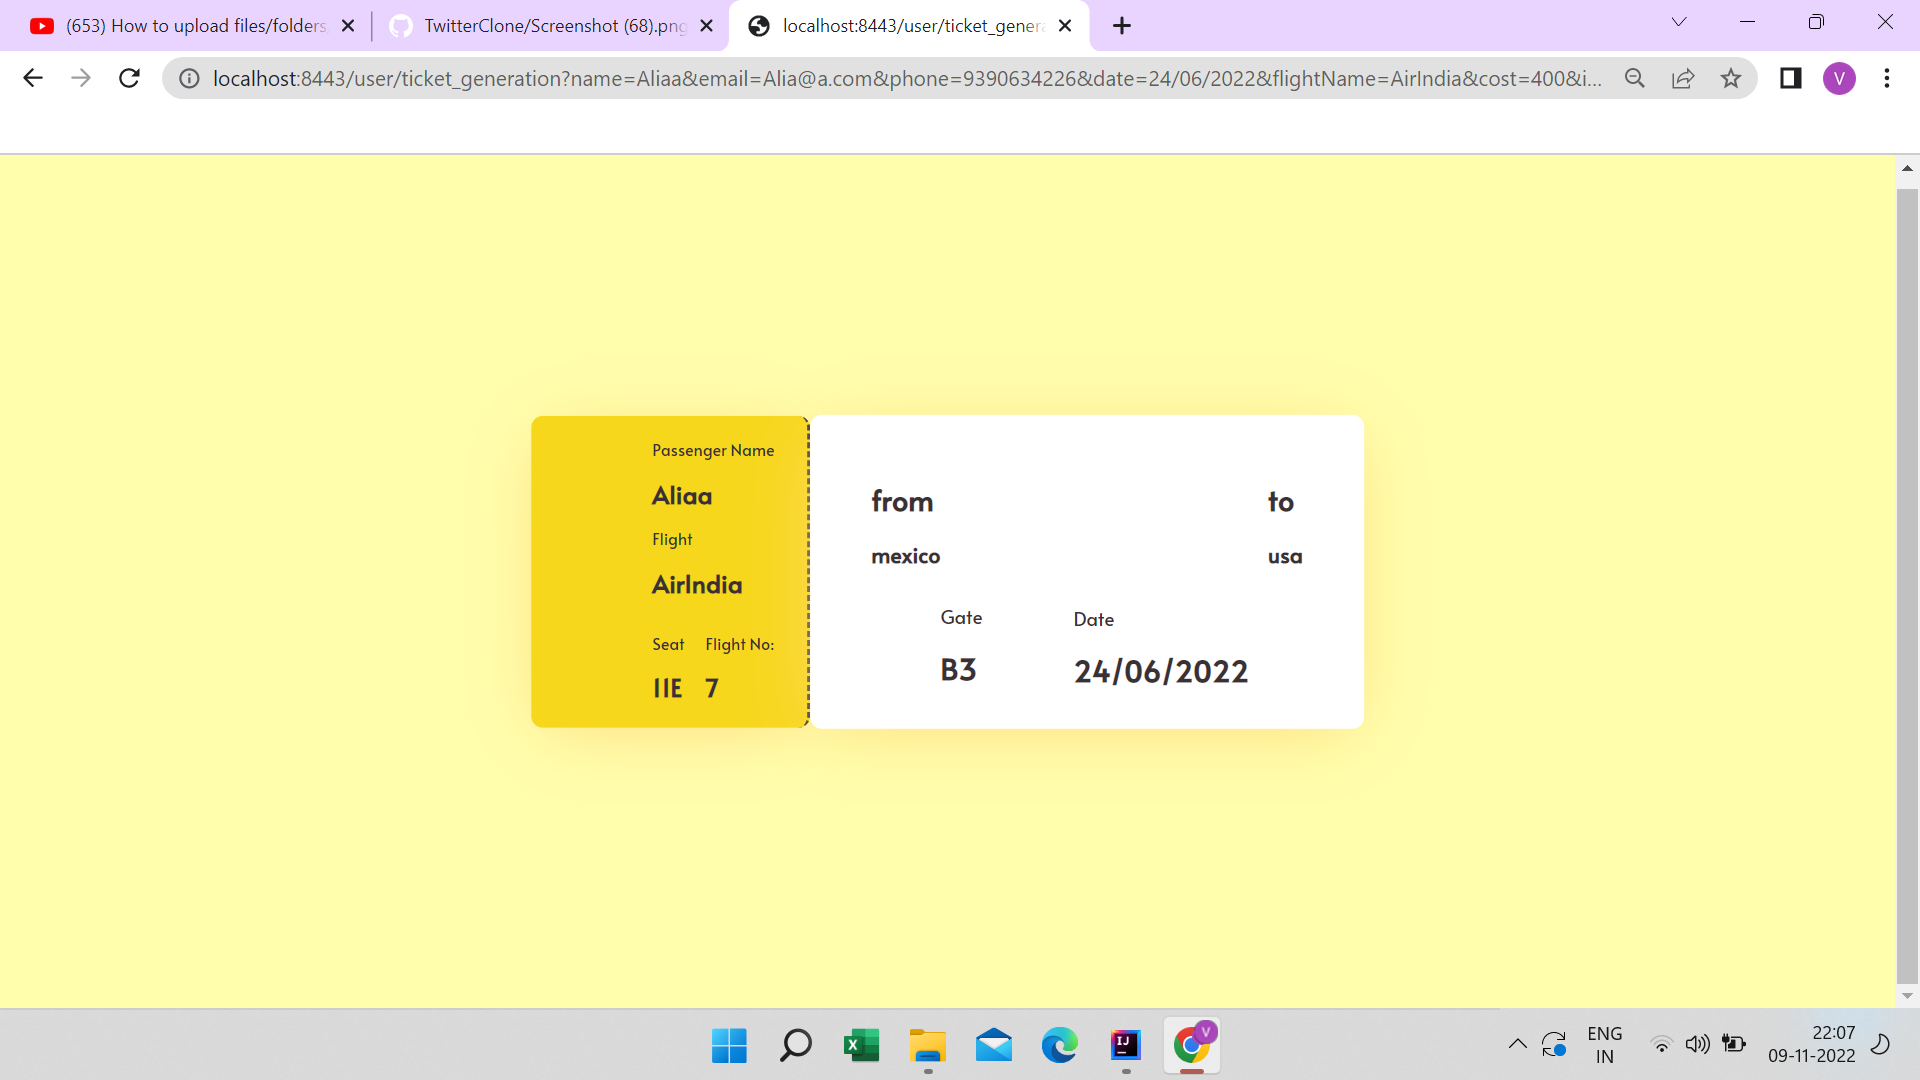 (653) How to upload files/folders
TwitterClone/Screenshot (68).png
localhost:8443/user/ticket_genera
localhost:8443/user/ticket_generation?name=Aliaa&email=Alia@a.com&phone=9390634226&date=24/06/2022&flightName=AirIndia&cost=400&i...
V
Passenger Name
Aliaa
Flight
AirIndia
Seat Flight No:
11E 7
from to
mexico usa
Gate Date
B3 24/06/2022
X
IJ
V
ENG
IN
22:07
09-11-2022